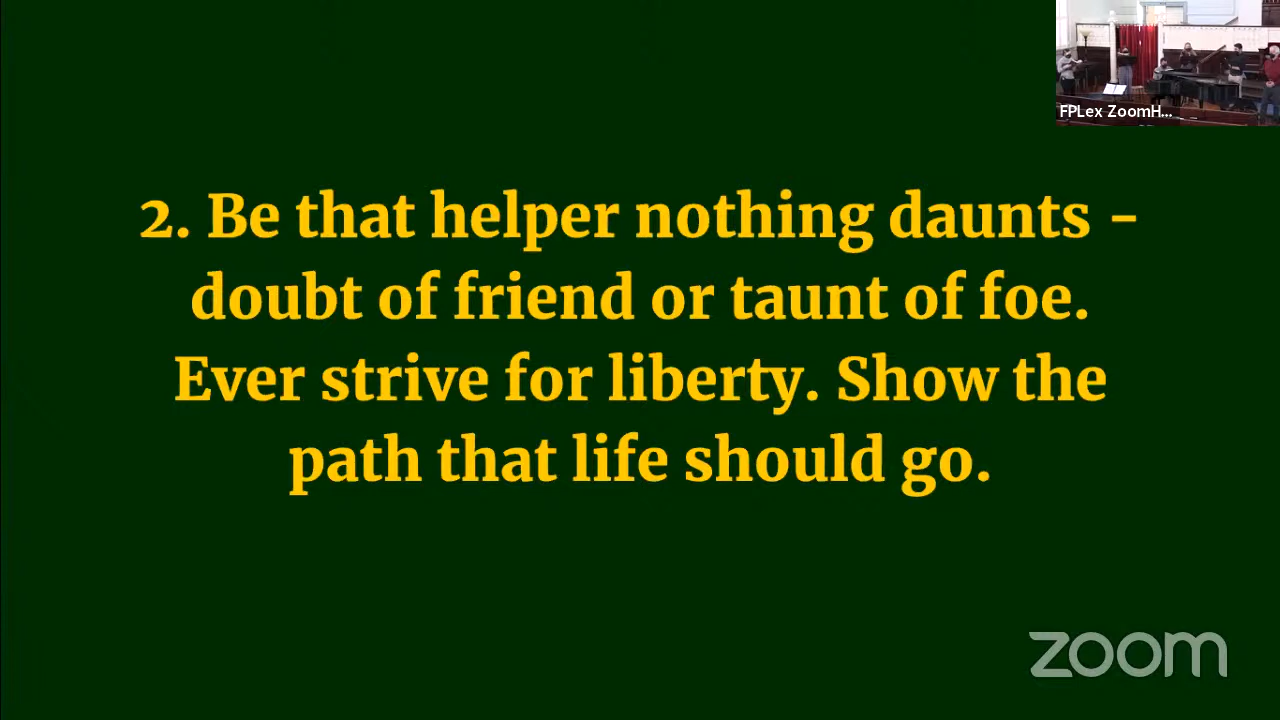 FPLex ZoomH...
2. Be that helper nothing daunts -
doubt of friend or taunt of foe.
Ever strive for liberty. Show the
path that life should go.
zoom